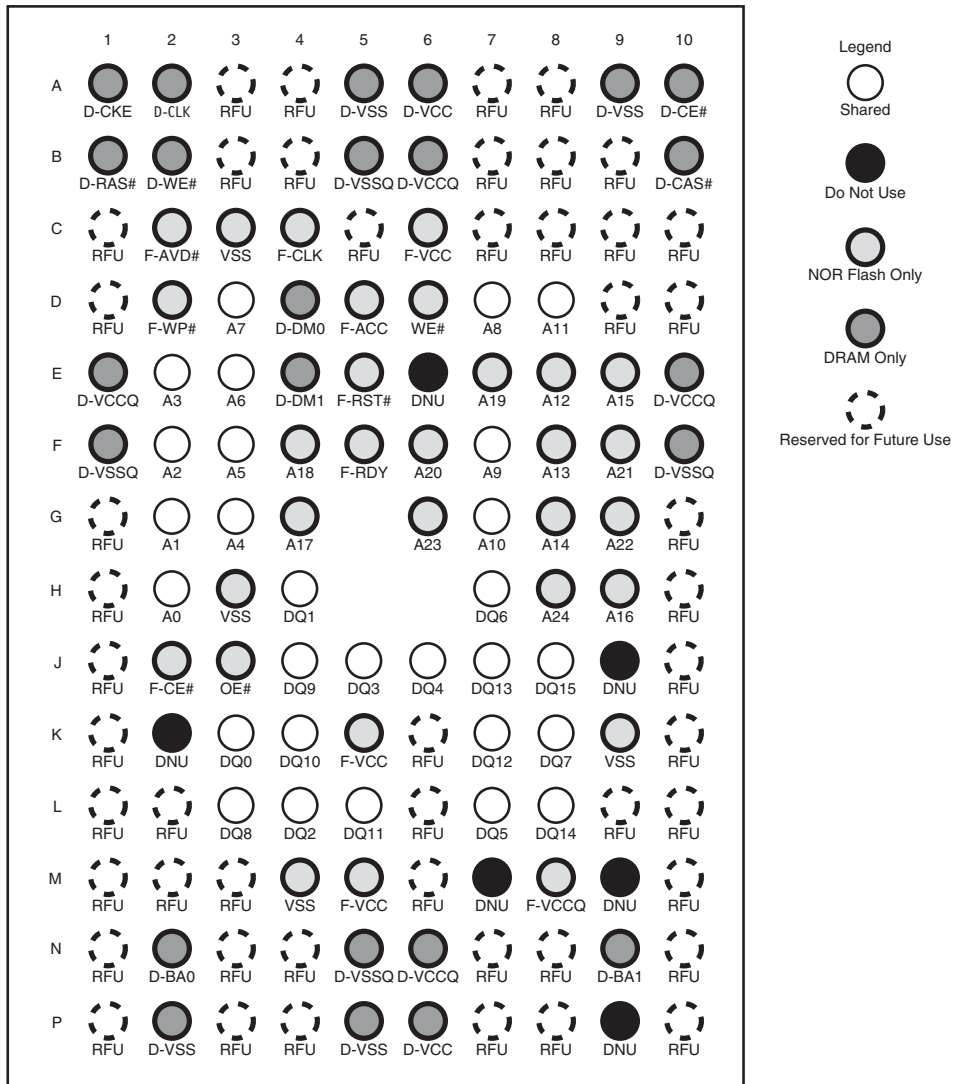 1 2 3 4 5 6 7 8 9 10
A
D-CKE D-CLK RFU RFU D-VSS D-VCC RFU RFU D-VSS D-CE#
B
D-RAS# D-WE# RFU RFU D-VSSQ D-VCCQ RFU RFU RFU D-CAS#
C
RFU F-AVD# VSS F-CLK RFU F-VCC RFU RFU RFU RFU
D
RFU F-WP# A7 D-DM0 F-ACC WE# A8 A11 RFU RFU
E
D-VCCQ A3 A6 D-DM1 F-RST# DNU A19 A12 A15 D-VCCQ
F
D-VSSQ A2 A5 A18 F-RDY A20 A9 A13 A21 D-VSSQ
G
RFU A1 A4 A17 A23 A10 A14 A22 RFU
H
RFU A0 VSS DQ1 DQ6 A24 A16 RFU
J
RFU F-CE# OE# DQ9 DQ3 DQ4 DQ13 DQ15 DNU RFU
K
RFU DNU DQ0 DQ10 F-VCC RFU DQ12 DQ7 VSS RFU
L
RFU RFU DQ8 DQ2 DQ11 RFU DQ5 DQ14 RFU RFU
M
RFU RFU RFU VSS F-VCC RFU DNU F-VCCQ DNU RFU
N
RFU D-BA0 RFU RFU D-VSSQ D-VCCQ RFU RFU D-BA1 RFU
P
RFU D-VSS RFU RFU D-VSS D-VCC RFU RFU DNU RFU
Legend
Shared
Do Not Use
NOR Flash Only
DRAM Only
Reserved for Future Use